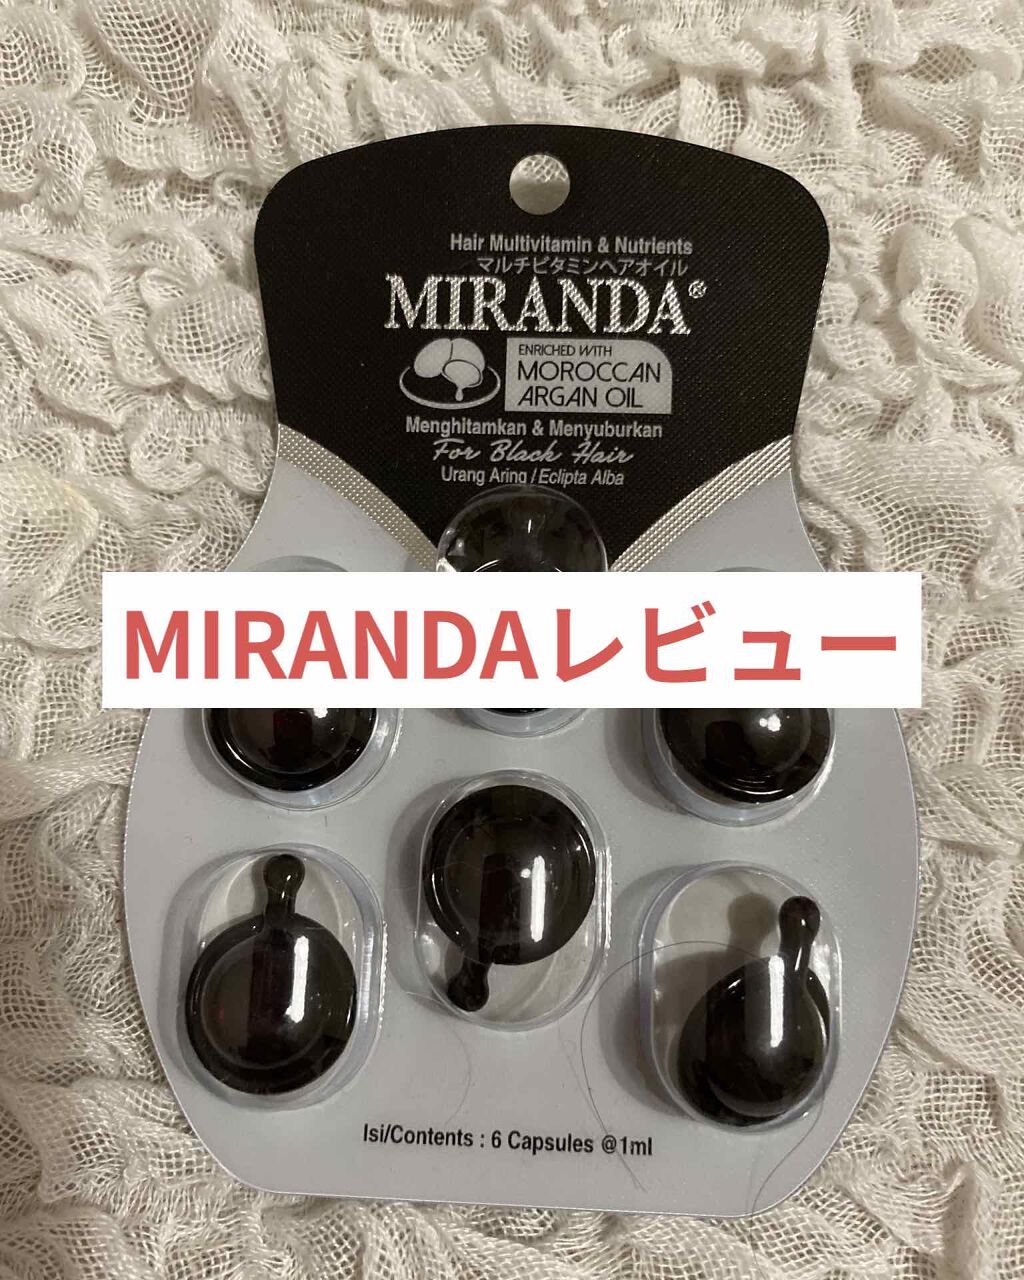 Hair Multivitamin & Nutrients
マルチビタミンヘアオイル
MIRANDA®
ENRICHED WITH
MOROCCAN
ARGAN OIL
Menghitamkan & Menyuburkan
For Black Hair
Urang Aring / Eclipta Alba
MIRANDAレビュー
Isi/Contents : 6 Capsules @1ml